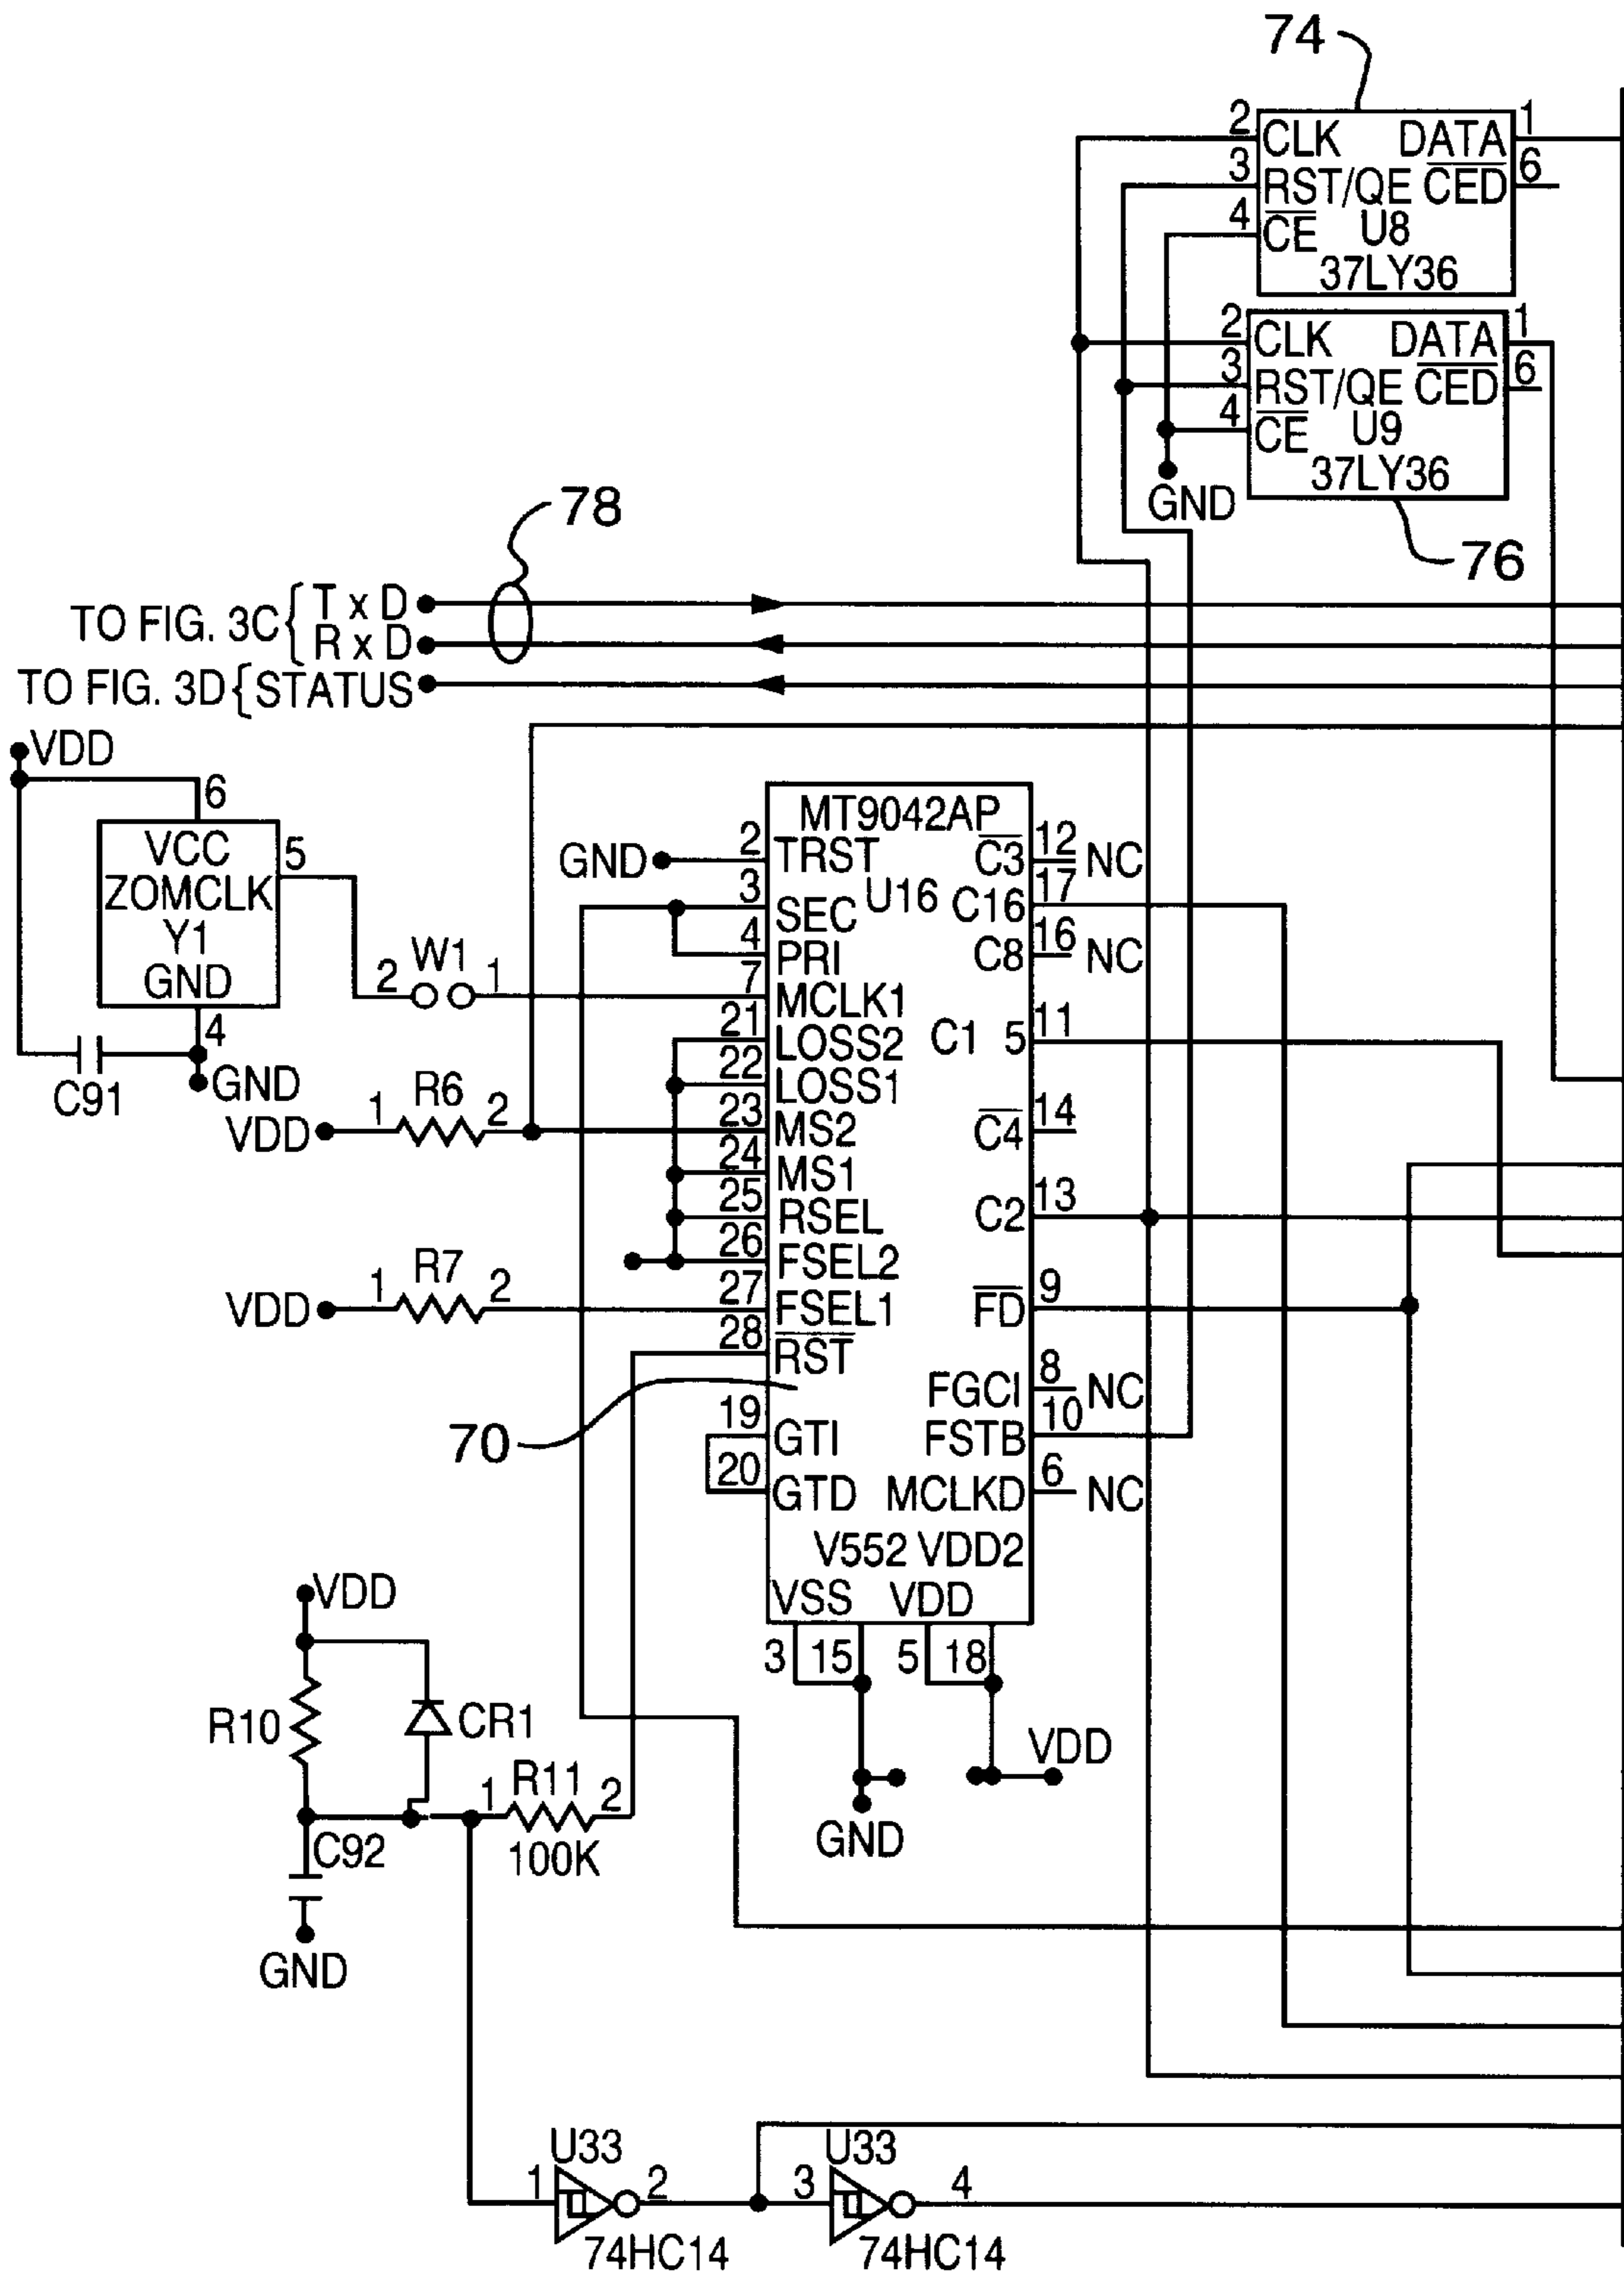 74
2 CLK DATA 1
3 RST/QE CED 6
4 CE U8
37LY36
2 CLK DATA 1
3 RST/QE CED 6
4 CE U9
37LY36
GND
76
78
TO FIG. 3C { T x D
R x D
TO FIG. 3D { STATUS
VDD
6
VCC 5
ZOMCLK
Y1
GND
4
C91
GND
2 W1 1
MT9042AP
U16
GND 2 TRST
3 SEC
4 PRI
7 MCLK1
21 LOSS2
22 LOSS1
VDD 1 R6 2 23 MS2
24 MS1
25 RSEL
26 FSEL2
VDD 1 R7 2 27 FSEL1
28 RST
70
19 GTI
20 GTD
C3 12 NC
C16 17
C8 16 NC
C1 5 11
C4 14
C2 13
FD 9
FGCI 8 NC
FSTB 10
MCLKD 6 NC
V552 VDD2
VSS VDD
3 15 5 18
GND
VDD
VDD
R10
CR1
1 R11 2
100K
C92
GND
U33
1 2
74HC14
U33
3 4
74HC14